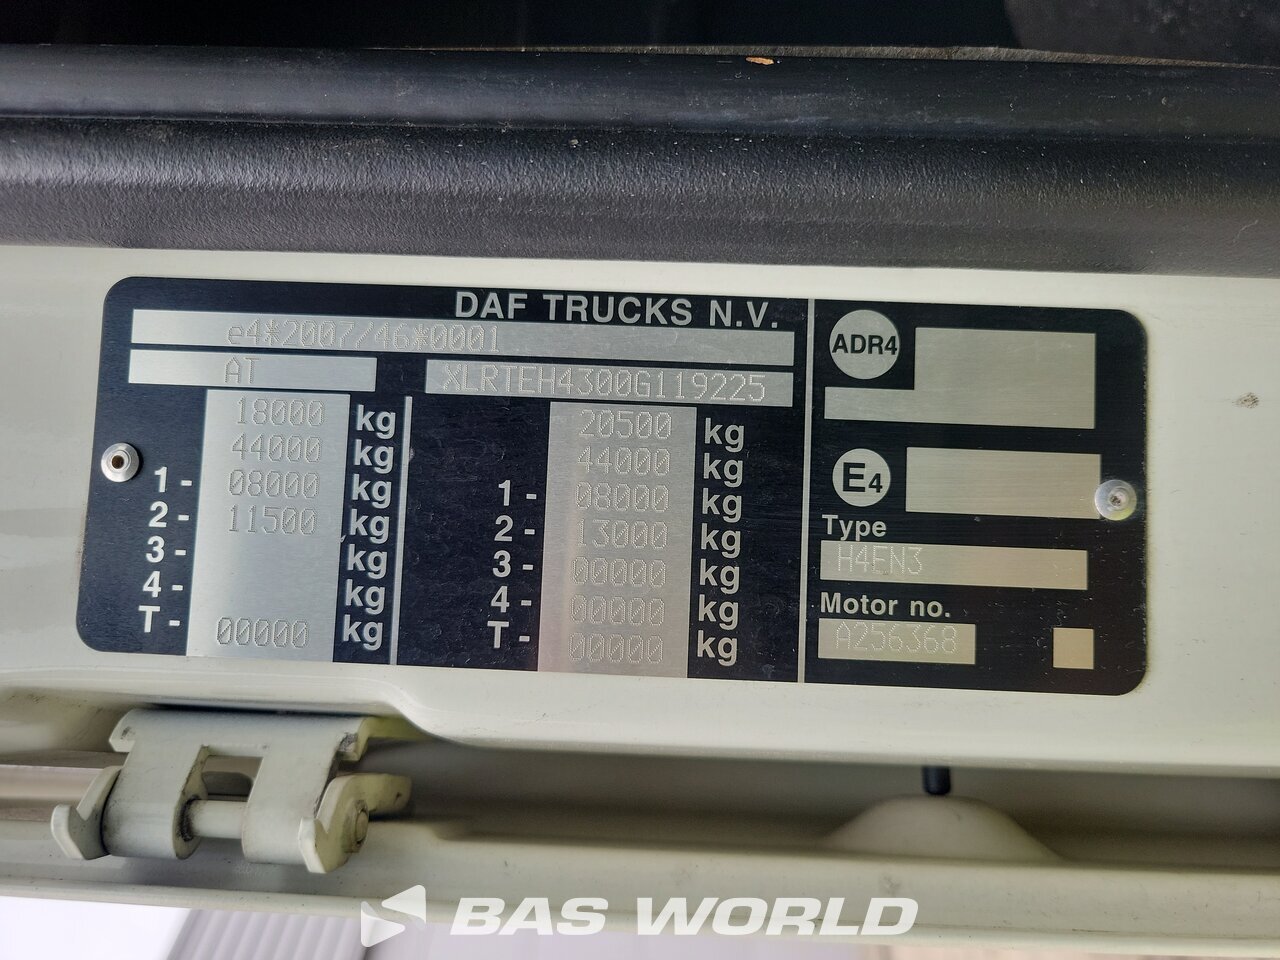 DAF TRUCKS N.V.
e4*2007/46*0001
AT
XLRTEH4300G119225
18000 kg
44000 kg
1- 08000 kg
2- 11500 kg
3- kg
4- kg
T- 00000 kg
20500 kg
44000 kg
1- 08000 kg
2- 13000 kg
3- 00000 kg
4- 00000 kg
T- 00000 kg
ADR4
E4
Type
H4EN3
Motor no.
A256368
BAS WORLD